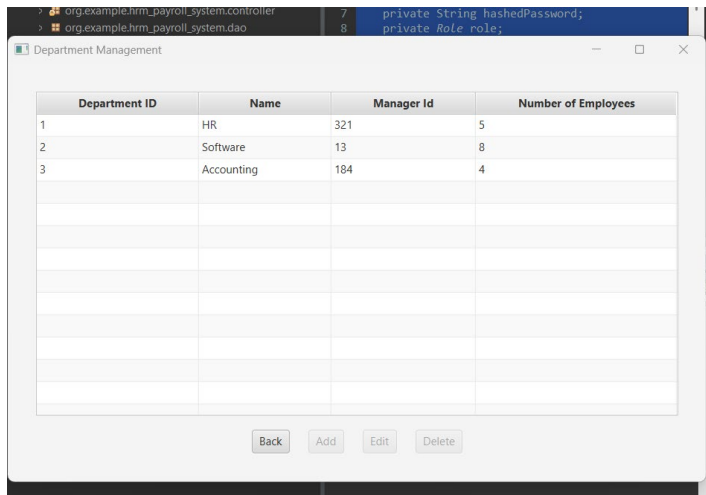 org.example.hrm_payroll_system.controller
org.example.hrm_payroll_system.dao
7 private String hashedPassword;
8 private Role role;
Department Management
Department ID Name Manager Id Number of Employees
1 HR 321 5
2 Software 13 8
3 Accounting 184 4
Back Add Edit Delete